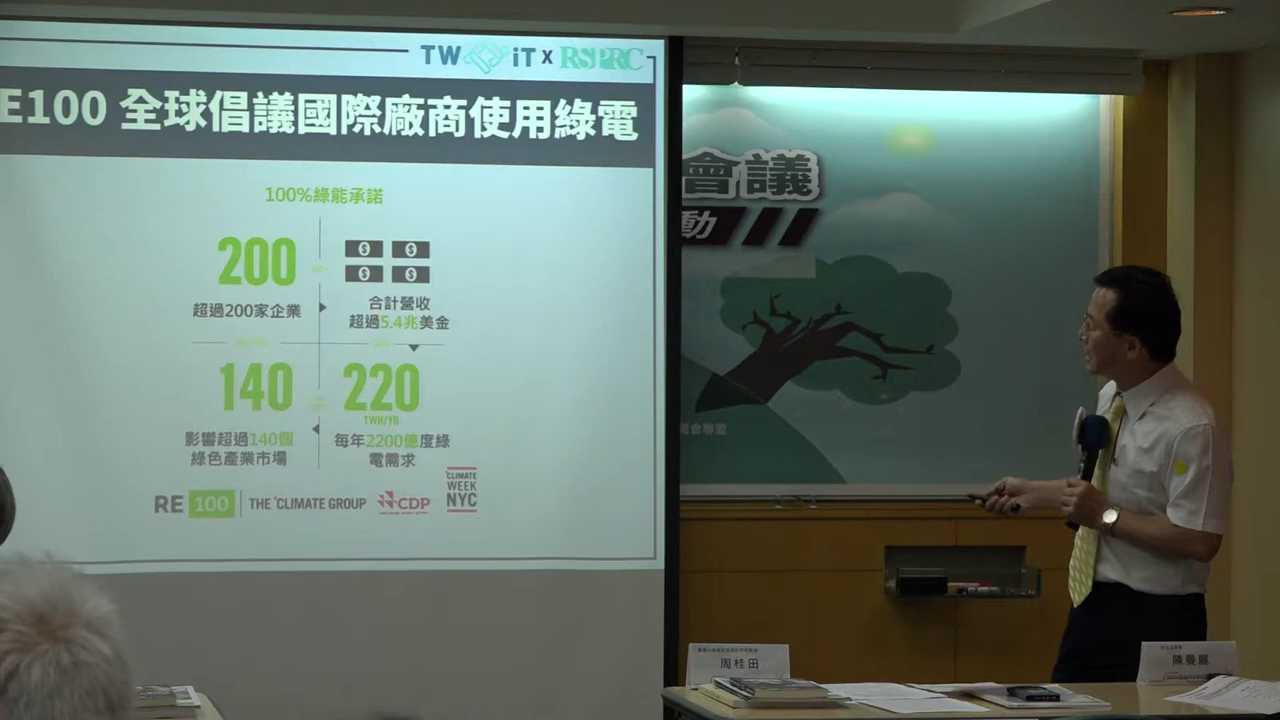 TW iT X RSPRC
E100 全球倡議國際廠商使用綠電
100%綠能承諾
200
超過200家企業
合計營收
超過5.4兆美金
140
影響超過140個
綠色產業市場
220
TWH/YR
每年2200億度綠
電需求
RE 100
THE °CLIMATE GROUP
CDP
°CLIMATE
WEEK
NYC
會議
動
周桂田
陳曼麗